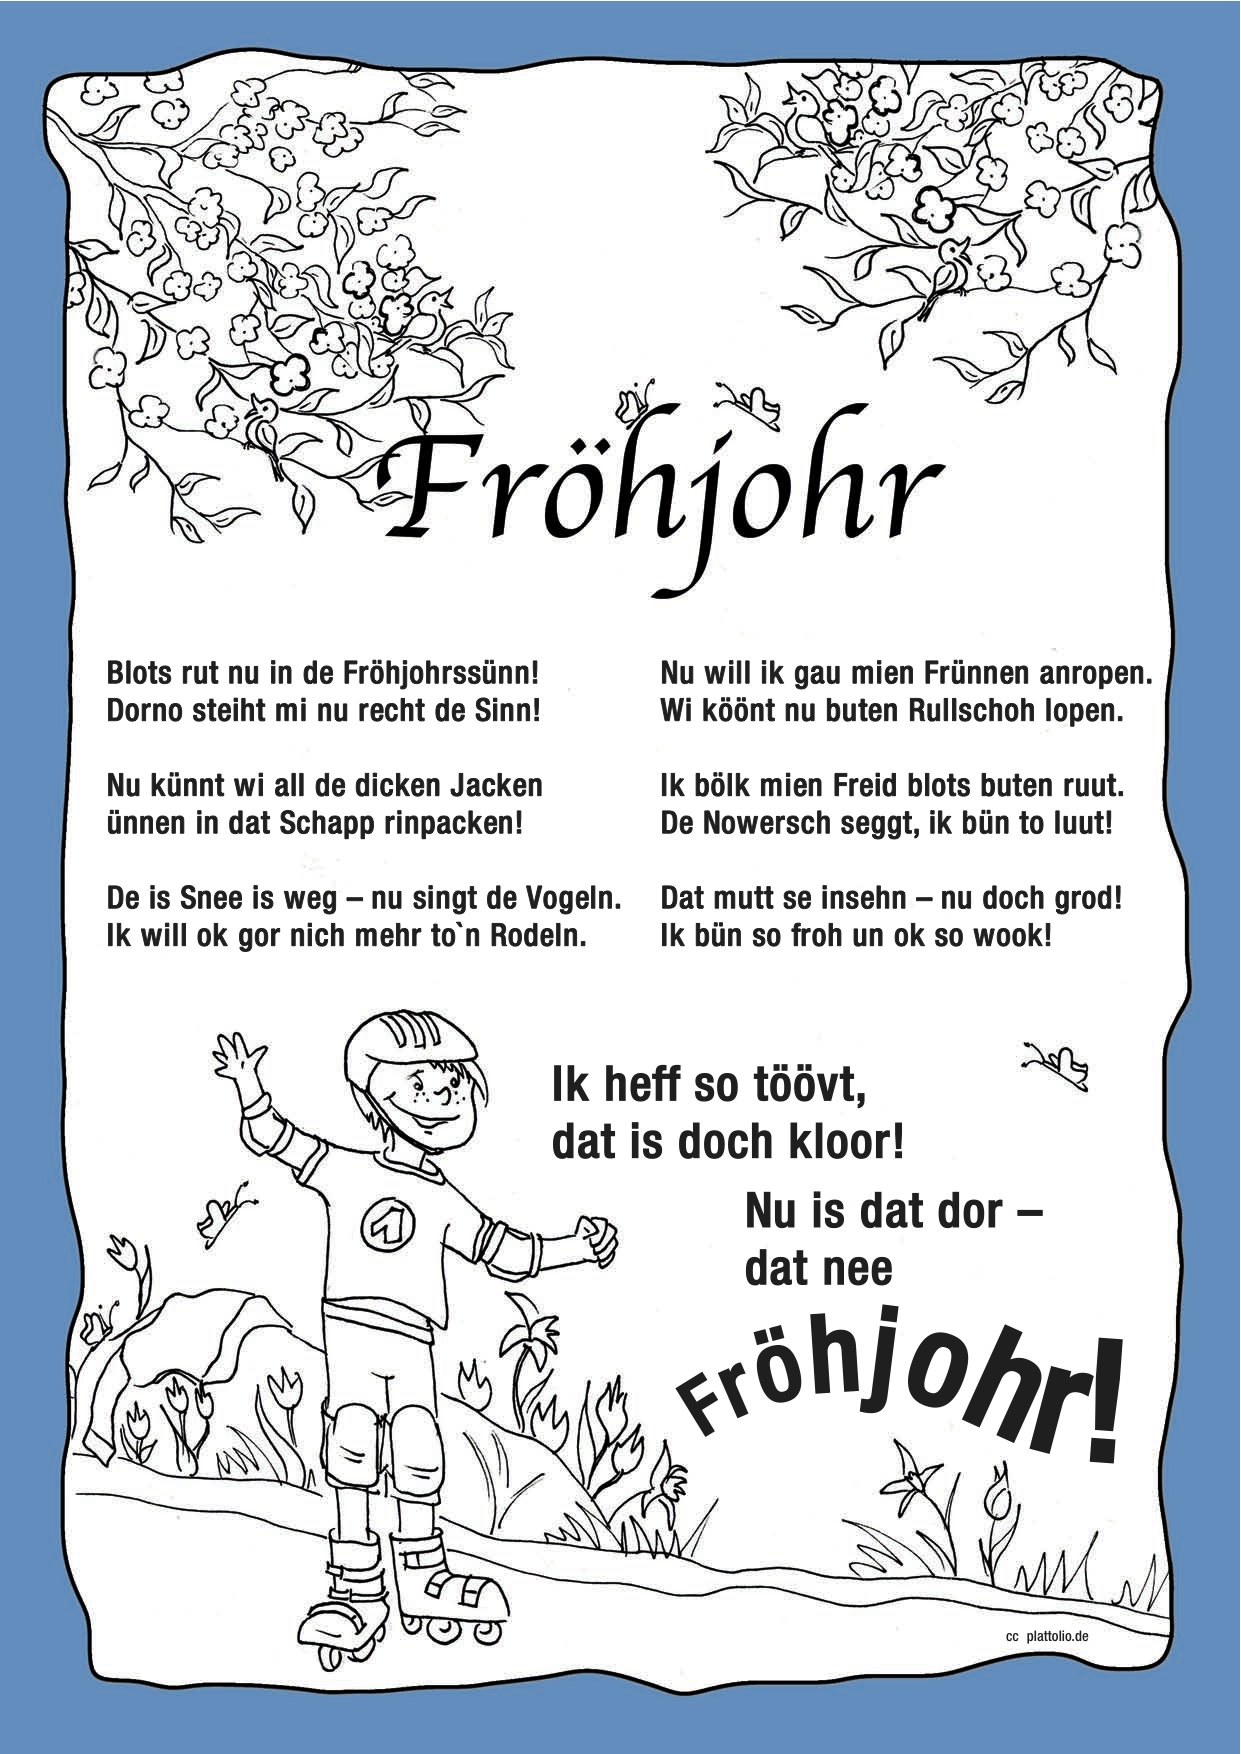 Fröhjohr
Blots rut nu in de Fröhjohrssünn!
Dorno steiht mi nu recht de Sinn!
Nu künnt wi all de dicken Jacken
ünnen in dat Schapp rinpacken!
De is Snee is weg – nu singt de Vogeln.
Ik will ok gor nich mehr to`n Rodeln.
Nu will ik gau mien Frünnen anropen.
Wi köönt nu buten Rullschoh lopen.
Ik bölk mien Freid blots buten ruut.
De Nowersch seggt, ik bün to luut!
Dat mutt se insehn – nu doch grod!
Ik bün so froh un ok so wook!
Ik heff so töövt,
dat is doch kloor!
Nu is dat dor –
dat nee
Fröhjohr!
1
cc plattolio.de